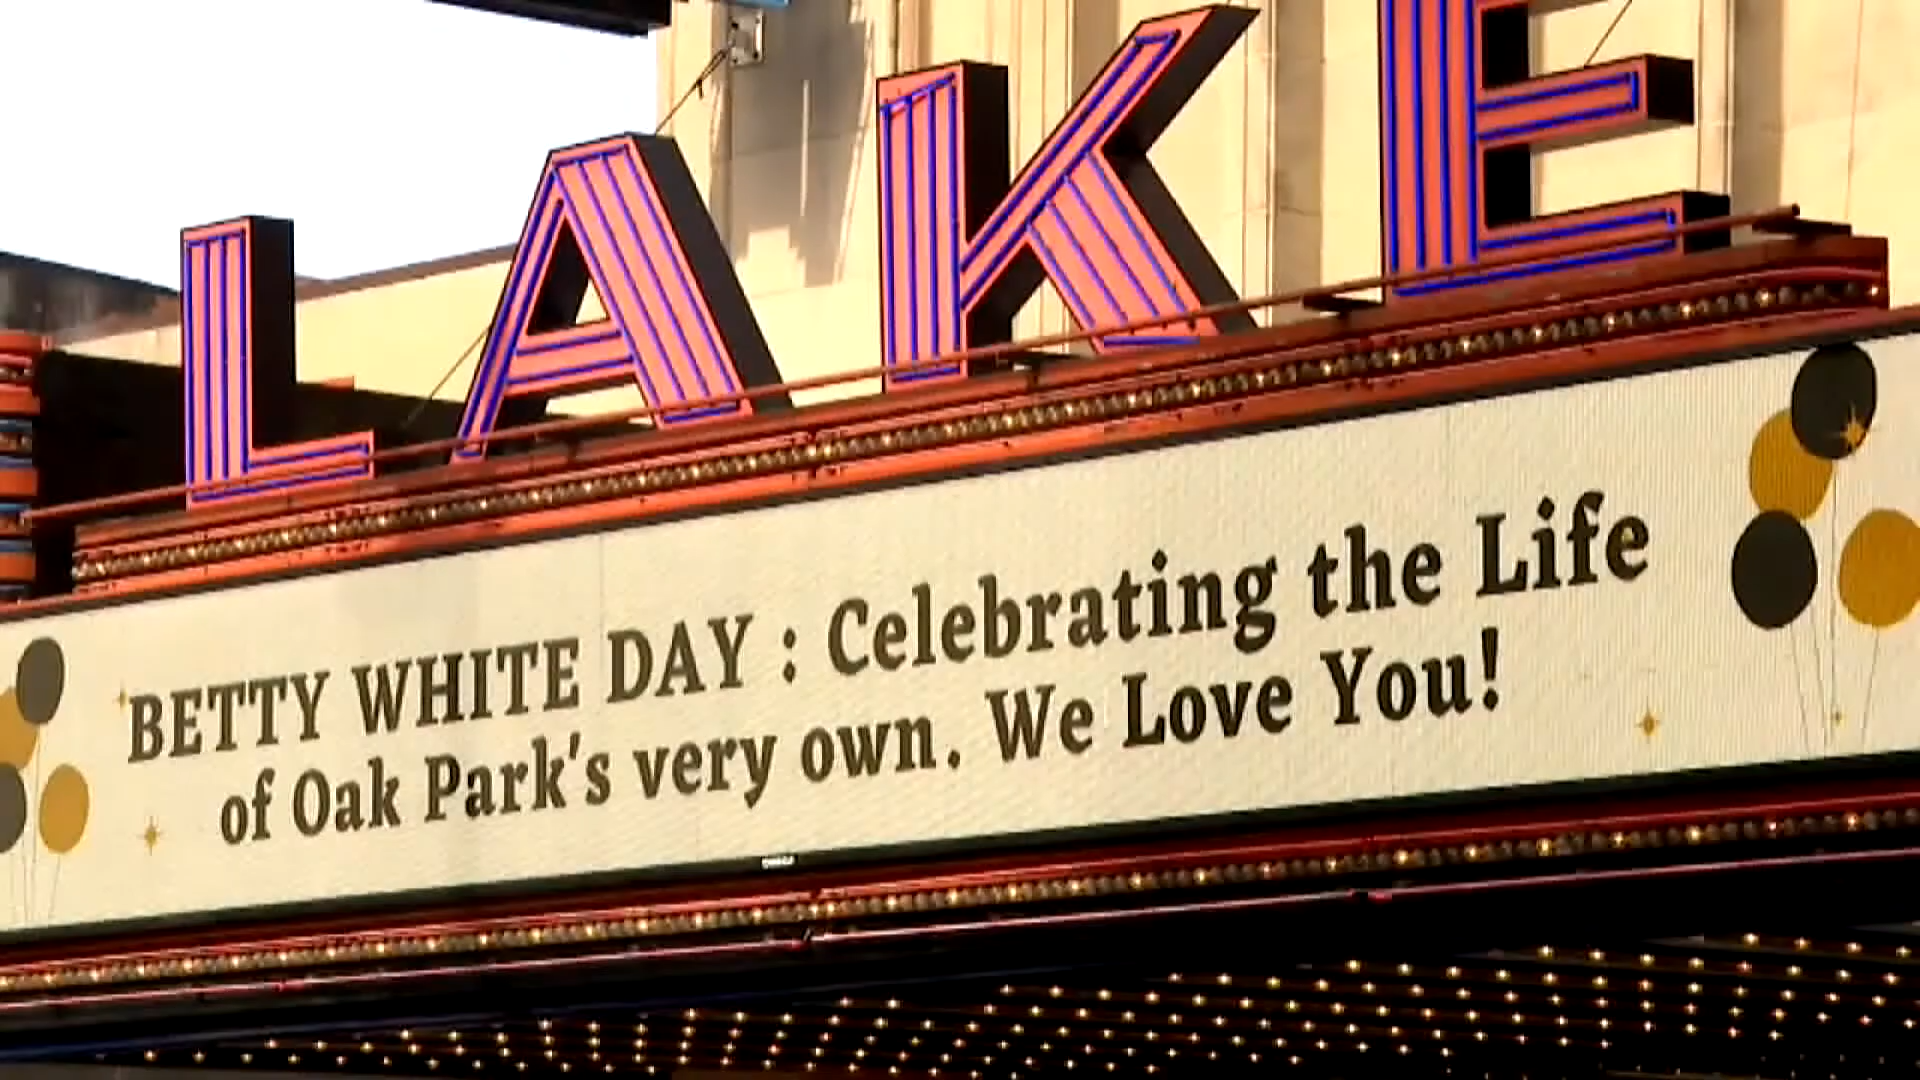 LAKE
BETTY WHITE DAY : Celebrating the Life
of Oak Park's very own. We Love You!